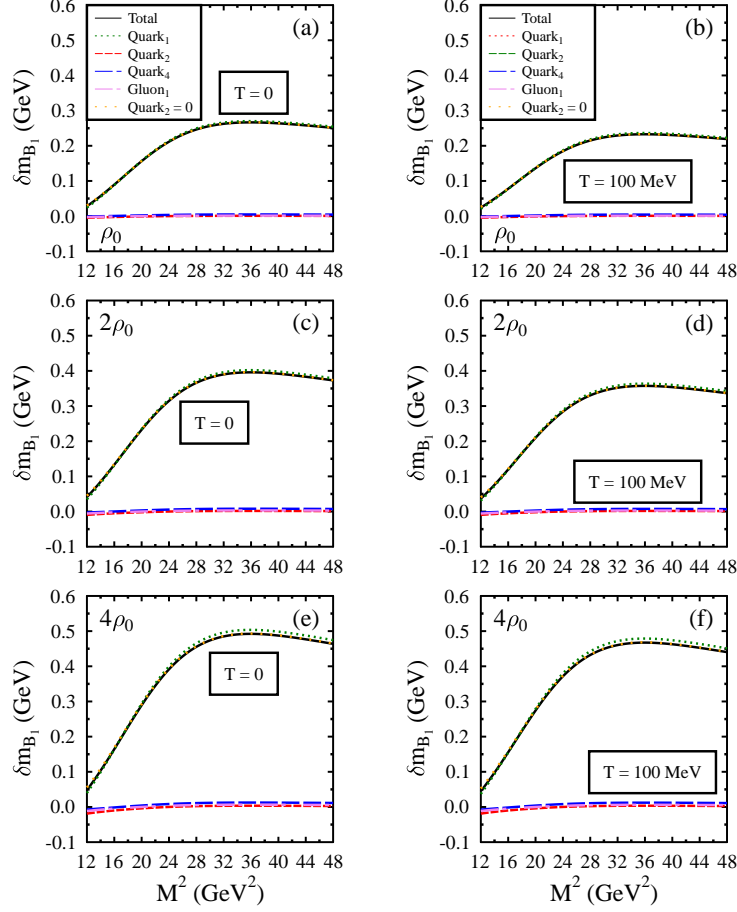 0.6
0.5
0.4
0.3
0.2
0.1
0.0
-0.1
δm_{B_1} (GeV)
Total
Quark_1
Quark_2
Quark_4
Gluon_1
Quark_2 = 0
(a)
T = 0
ρ_0
12 16 20 24 28 32 36 40 44 48
0.6
0.5
0.4
0.3
0.2
0.1
0.0
-0.1
δm_{B_1} (GeV)
Total
Quark_1
Quark_2
Quark_4
Gluon_1
Quark_2 = 0
(b)
T = 100 MeV
ρ_0
12 16 20 24 28 32 36 40 44 48
0.6
0.5
0.4
0.3
0.2
0.1
0.0
-0.1
δm_{B_1} (GeV)
2ρ_0
(c)
T = 0
12 16 20 24 28 32 36 40 44 48
0.6
0.5
0.4
0.3
0.2
0.1
0.0
-0.1
δm_{B_1} (GeV)
2ρ_0
(d)
T = 100 MeV
12 16 20 24 28 32 36 40 44 48
0.6
0.5
0.4
0.3
0.2
0.1
0.0
-0.1
δm_{B_1} (GeV)
4ρ_0
(e)
T = 0
12 16 20 24 28 32 36 40 44 48
M^2 (GeV^2)
0.6
0.5
0.4
0.3
0.2
0.1
0.0
-0.1
δm_{B_1} (GeV)
4ρ_0
(f)
T = 100 MeV
12 16 20 24 28 32 36 40 44 48
M^2 (GeV^2)